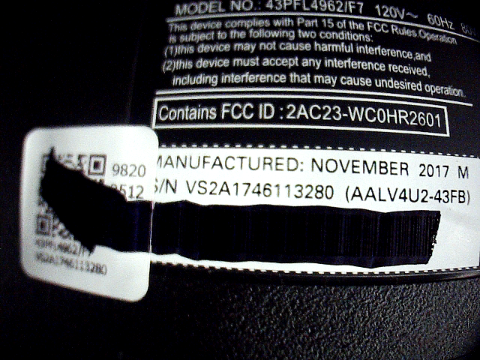 MODEL NO.: 43PFL4962/F7 120V~ 60Hz
This device complies with Part 15 of the FCC Rules Operation
is subject to the following two conditions:
(1)this device may not cause harmful interference,and
(2)this device must accept any interference received,
including interference that may cause undesired operation.
Contains FCC ID : 2AC23-WC0HR2601
MANUFACTURED: NOVEMBER 2017 M
S/N VS2A1746113280 (AALV4U2-43FB)
9820
3512
43PFL4962/F7
VS2A1746113280